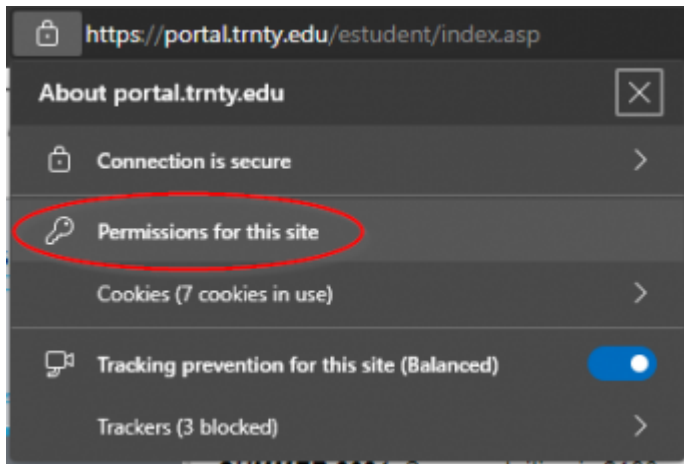 https://portal.trnty.edu/estudent/index.asp
About portal.trnty.edu
Connection is secure
Permissions for this site
Cookies (7 cookies in use)
Tracking prevention for this site (Balanced)
Trackers (3 blocked)